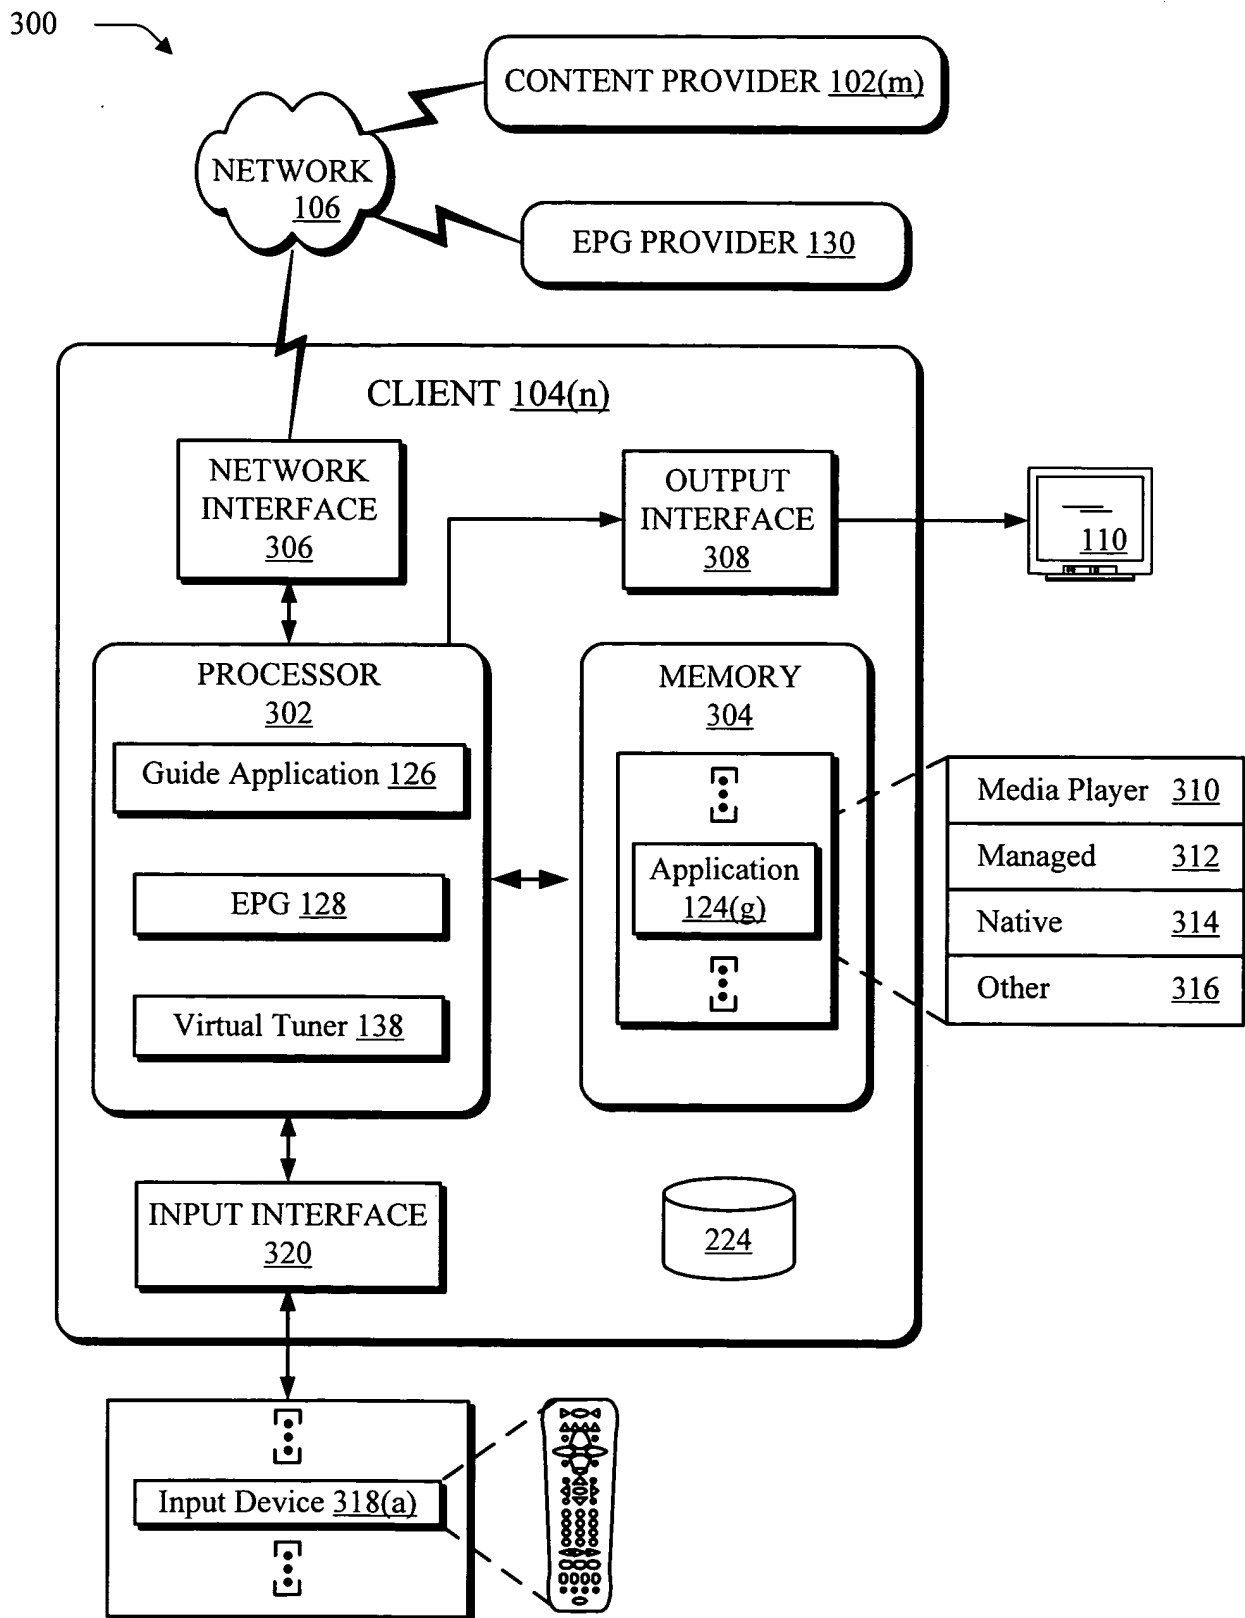 300
CONTENT PROVIDER 102(m)
NETWORK
106
EPG PROVIDER 130
CLIENT 104(n)
NETWORK
INTERFACE
306
OUTPUT
INTERFACE
308
110
PROCESSOR
302
Guide Application 126
EPG 128
Virtual Tuner 138
MEMORY
304
Application
124(g)
Media Player 310
Managed 312
Native 314
Other 316
INPUT INTERFACE
320
224
Input Device 318(a)